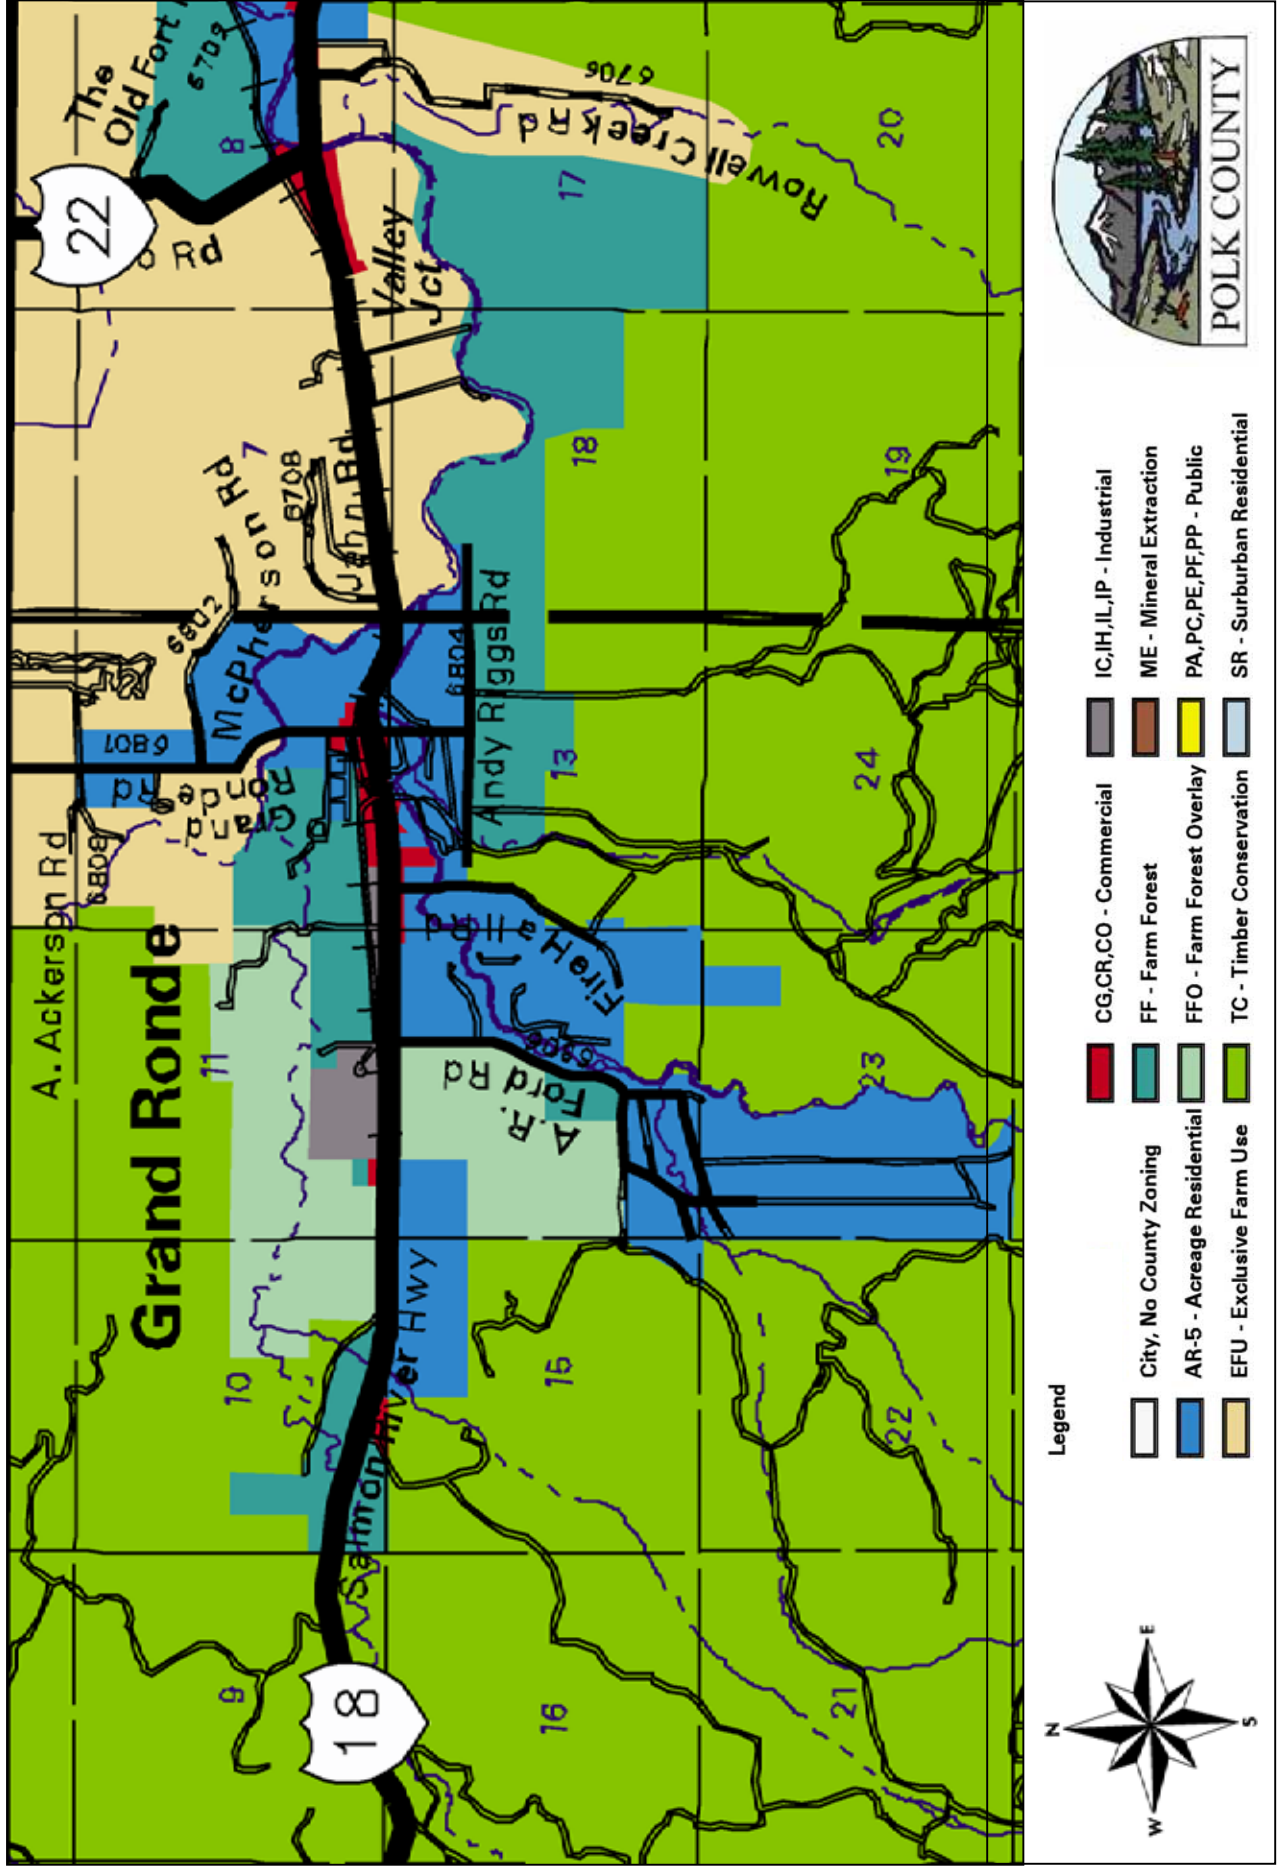 The
Old Fort
6709
22
8
Rd
Valley
Jct
Rowell Creek Rd
6706
17
20
7
6708
John Rd
18
19
McPherson Rd
6802
6801
Grand
Ronde
Rd
6804
Andy Riggs Rd
13
24
A. Ackerson Rd
6808
Grand Ronde
11
Fire Hall Rd
A.R.
Ford Rd
23
10
Salmon River Hwy
15
22
9
18
16
21
N
E
S
W
Legend
City, No County Zoning
AR-5 - Acreage Residential
EFU - Exclusive Farm Use
CG,CR,CO - Commercial
FF - Farm Forest
FFO - Farm Forest Overlay
TC - Timber Conservation
IC,IH,IL,IP - Industrial
ME - Mineral Extraction
PA,PC,PE,PF,PP - Public
SR - Surburban Residential
POLK COUNTY